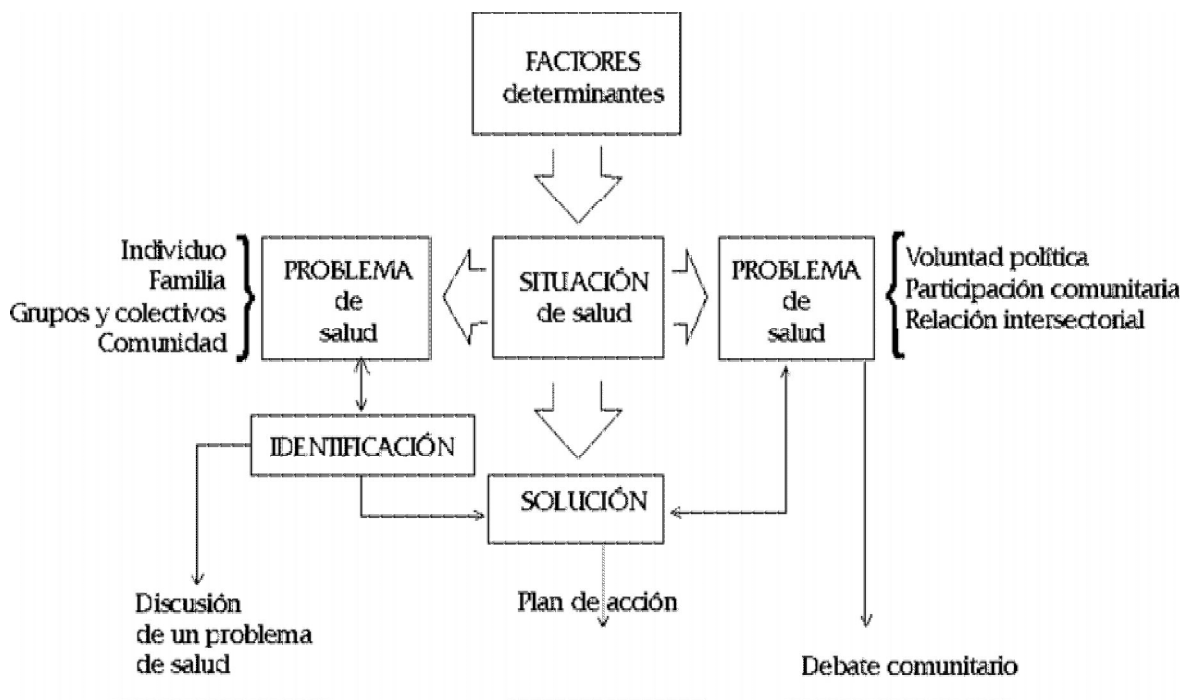 FACTORES
determinantes
Individuo
Familia
Grupos y colectivos
Comunidad
PROBLEMA
de
salud
SITUACIÓN
de salud
PROBLEMA
de
salud
Voluntad política
Participación comunitaria
Relación intersectorial
IDENTIFICACIÓN
SOLUCIÓN
Discusión
de un problema
de salud
Plan de acción
Debate comunitario